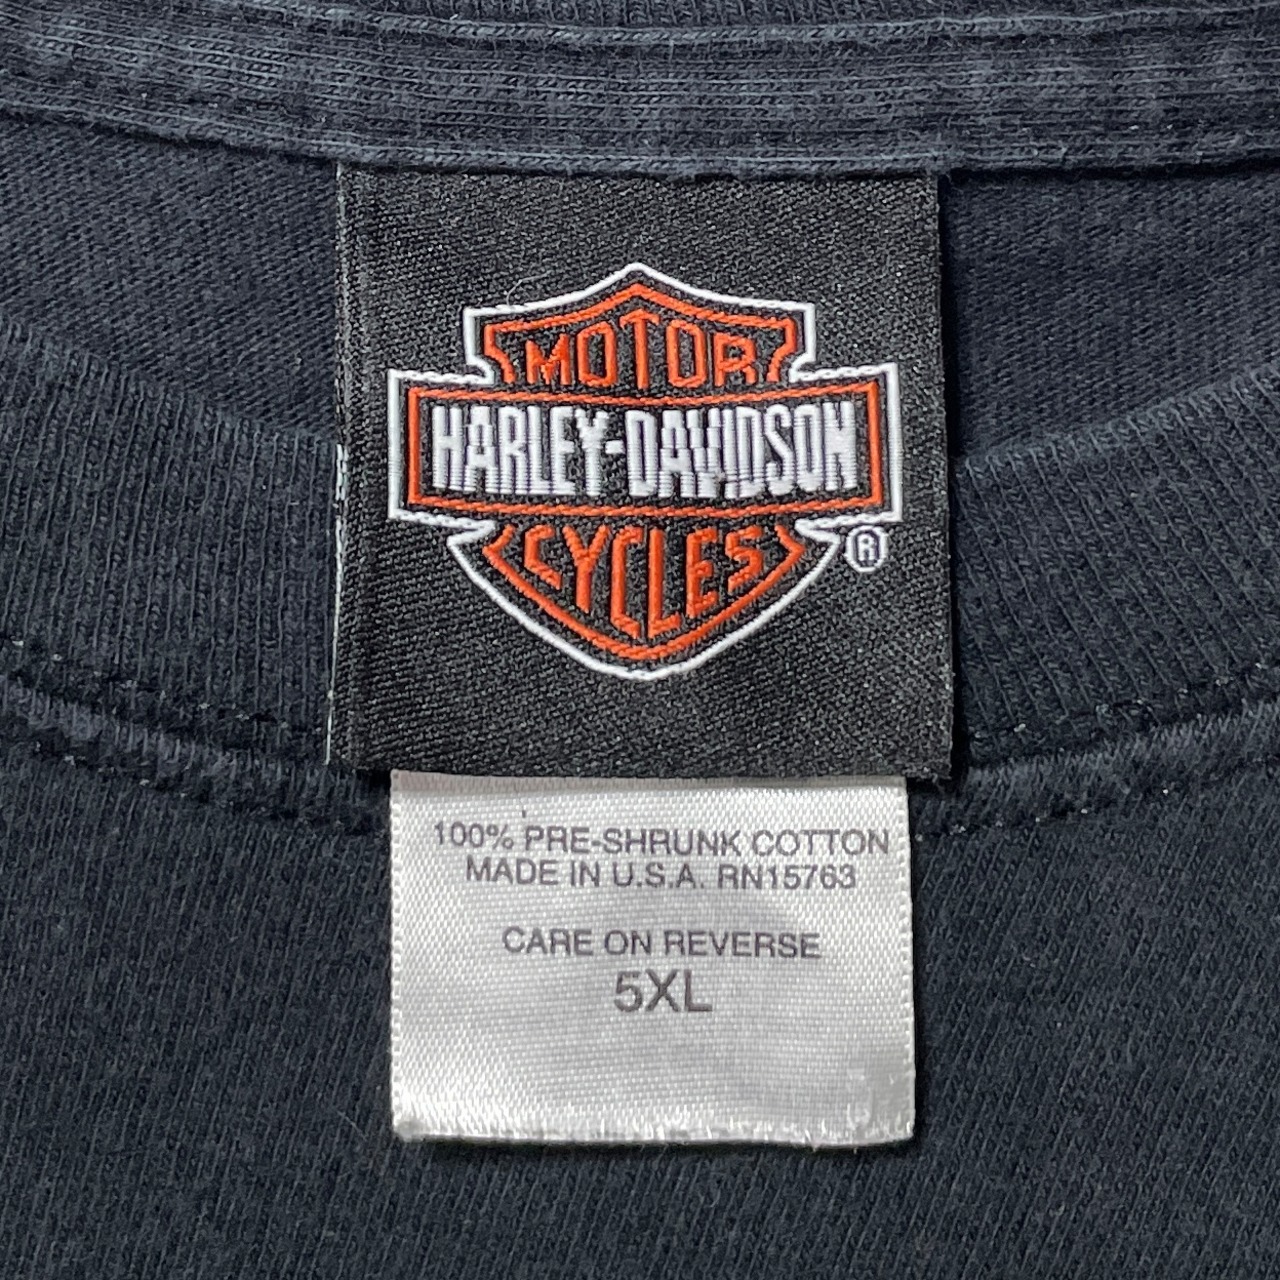 MOTOR
HARLEY-DAVIDSON
CYCLES
®
100% PRE-SHRUNK COTTON
MADE IN U.S.A. RN15763
CARE ON REVERSE
5XL